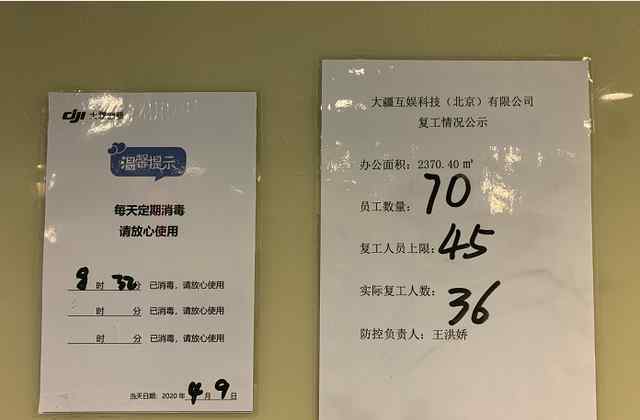 dji 大疆创新
温馨提示
每天定期消毒
请放心使用
8时32分 已消毒，请放心使用
时 分 已消毒，请放心使用
时 分 已消毒，请放心使用
当天日期：2020年4月9日
大疆互娱科技（北京）有限公司
复工情况公示
办公面积：2370.40㎡
员工数量：70
复工人员上限：45
实际复工人数：36
防控负责人：王洪娇